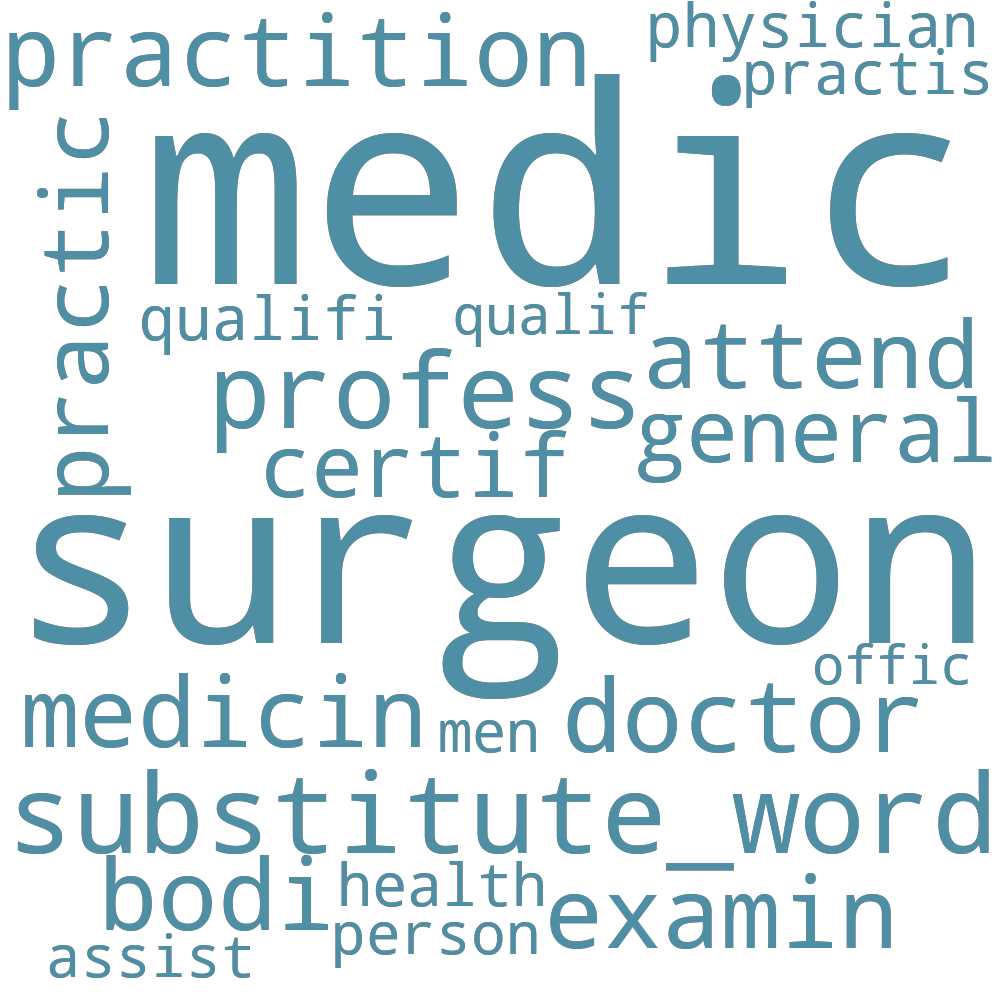 practition
physician
practis
medic
practic
qualifi
qualif
attend
profess
general
certif
surgeon
offic
medicin
men
doctor
substitute_word
bodi
health
examin
person
assist